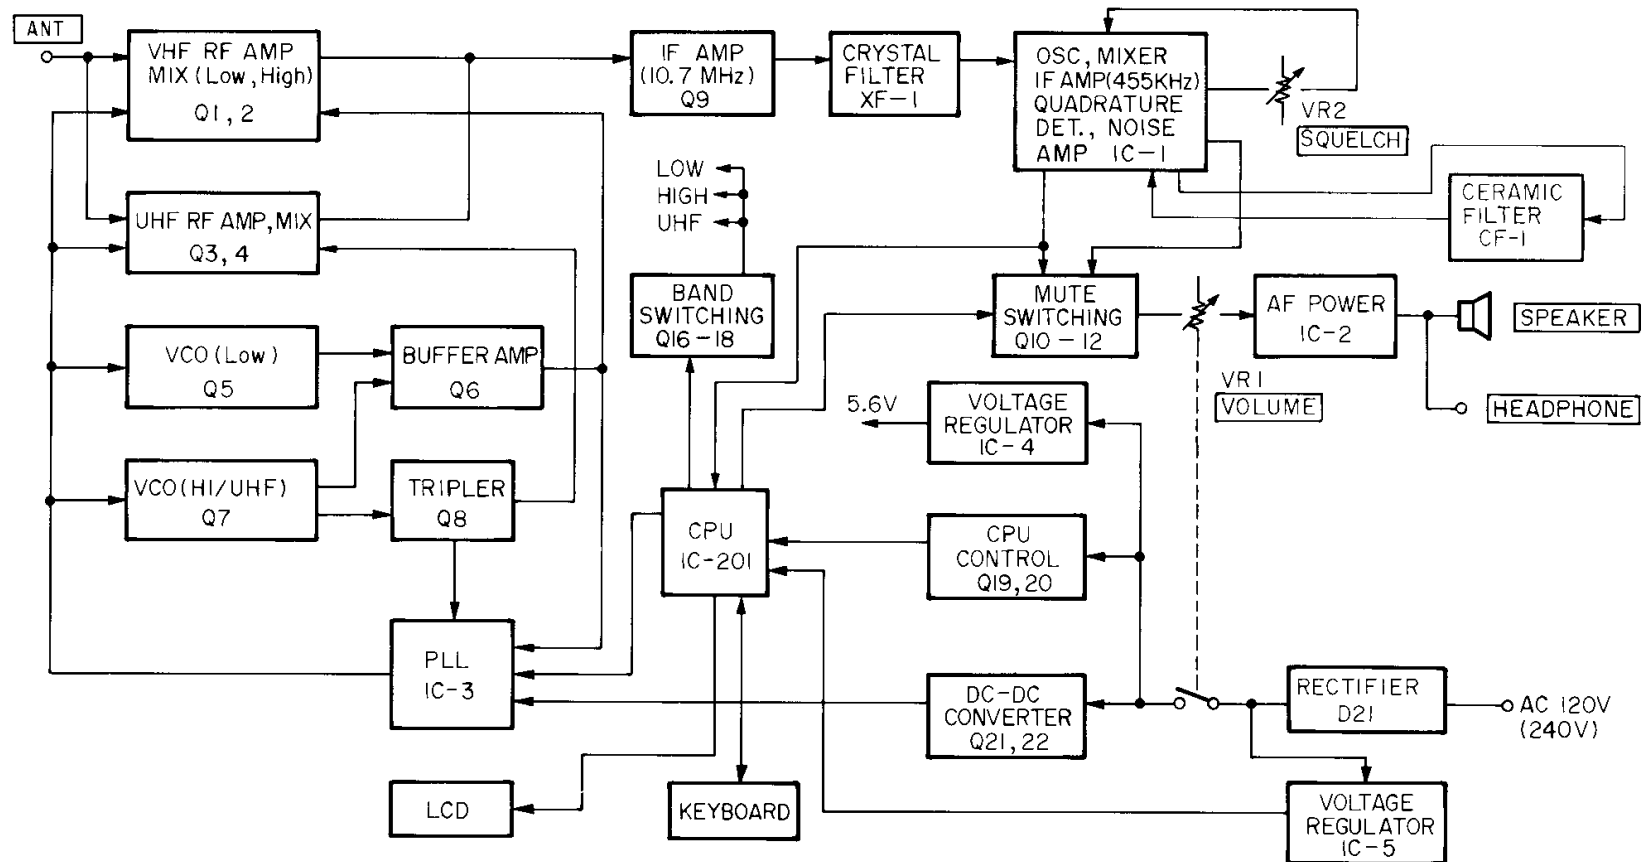 ANT
VHF RF AMP
MIX (Low, High)
Q1, 2
IF AMP
(10.7 MHz)
Q9
CRYSTAL
FILTER
XF-1
OSC, MIXER
IF AMP(455KHz)
QUADRATURE
DET., NOISE
AMP IC-1
VR2
SQUELCH
LOW
HIGH
UHF
UHF RF AMP, MIX
Q3, 4
CERAMIC
FILTER
CF-1
BAND
SWITCHING
Q16-18
MUTE
SWITCHING
Q10-12
AF POWER
IC-2
SPEAKER
VCO (Low)
Q5
BUFFER AMP
Q6
VR1
VOLUME
HEADPHONE
5.6V
VOLTAGE
REGULATOR
IC-4
VCO(HI/UHF)
Q7
TRIPLER
Q8
CPU
IC-201
CPU
CONTROL
Q19, 20
PLL
IC-3
DC-DC
CONVERTER
Q21, 22
RECTIFIER
D21
AC 120V
(240V)
LCD
KEYBOARD
VOLTAGE
REGULATOR
IC-5